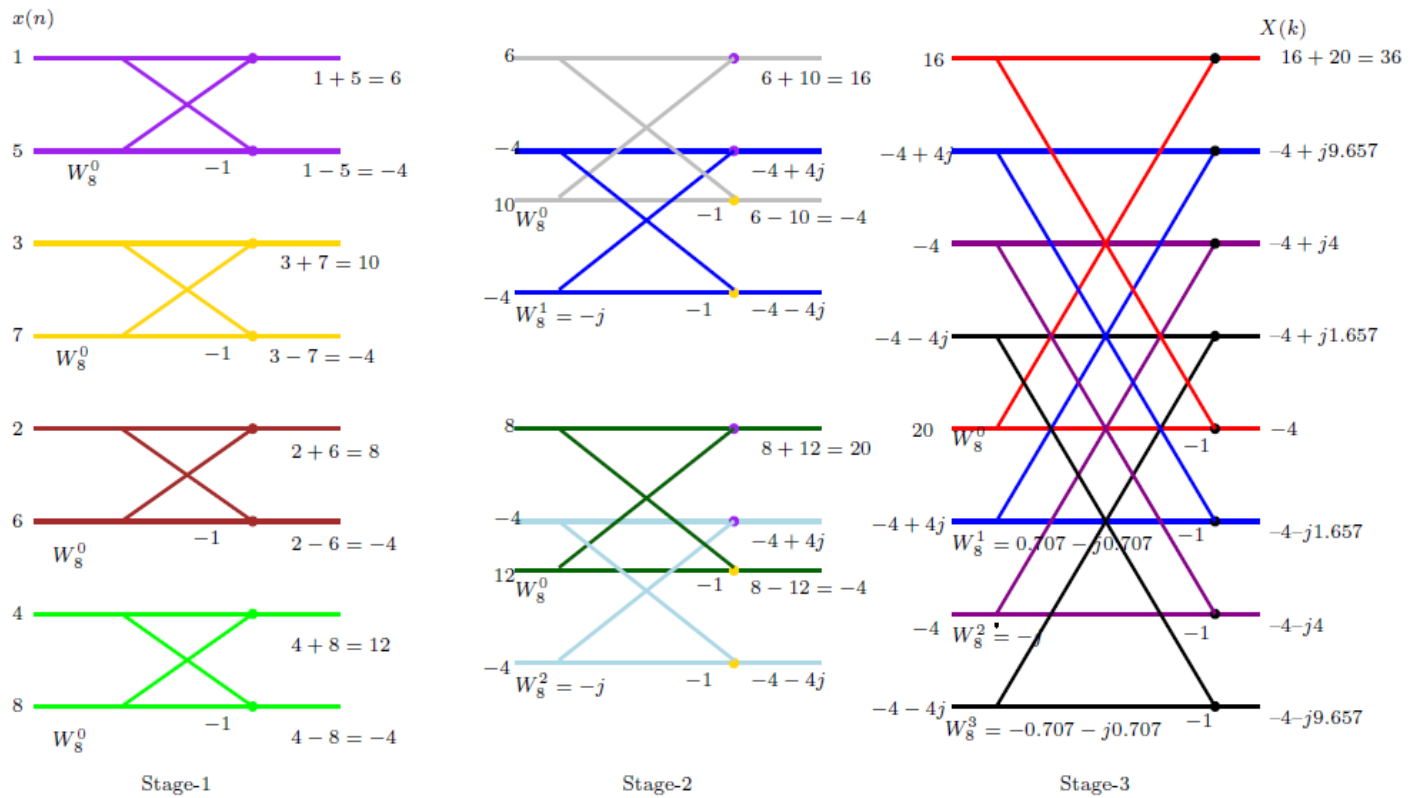 x(n)
1
1 + 5 = 6
5
W_8^0
−1
1 − 5 = −4
3
3 + 7 = 10
7
W_8^0
−1
3 − 7 = −4
2
2 + 6 = 8
6
W_8^0
−1
2 − 6 = −4
4
4 + 8 = 12
8
W_8^0
−1
4 − 8 = −4
Stage-1
6
6 + 10 = 16
−4
−4 + 4j
10
W_8^0
−1
6 − 10 = −4
−4
W_8^1 = −j
−1
−4 − 4j
8
8 + 12 = 20
−4
−4 + 4j
12
W_8^0
−1
8 − 12 = −4
−4
W_8^2 = −j
−1
−4 − 4j
Stage-2
X(k)
16
16 + 20 = 36
−4 + 4j
−4 + j9.657
−4
−4 + j4
−4 − 4j
−4 + j1.657
20
W_8^0
−1
−4
−4 + 4j
W_8^1 = 0.707 − j0.707
−1
−4–j1.657
−4
W_8^2 = −j
−1
−4–j4
−4 − 4j
W_8^3 = −0.707 − j0.707
−1
−4–j9.657
Stage-3